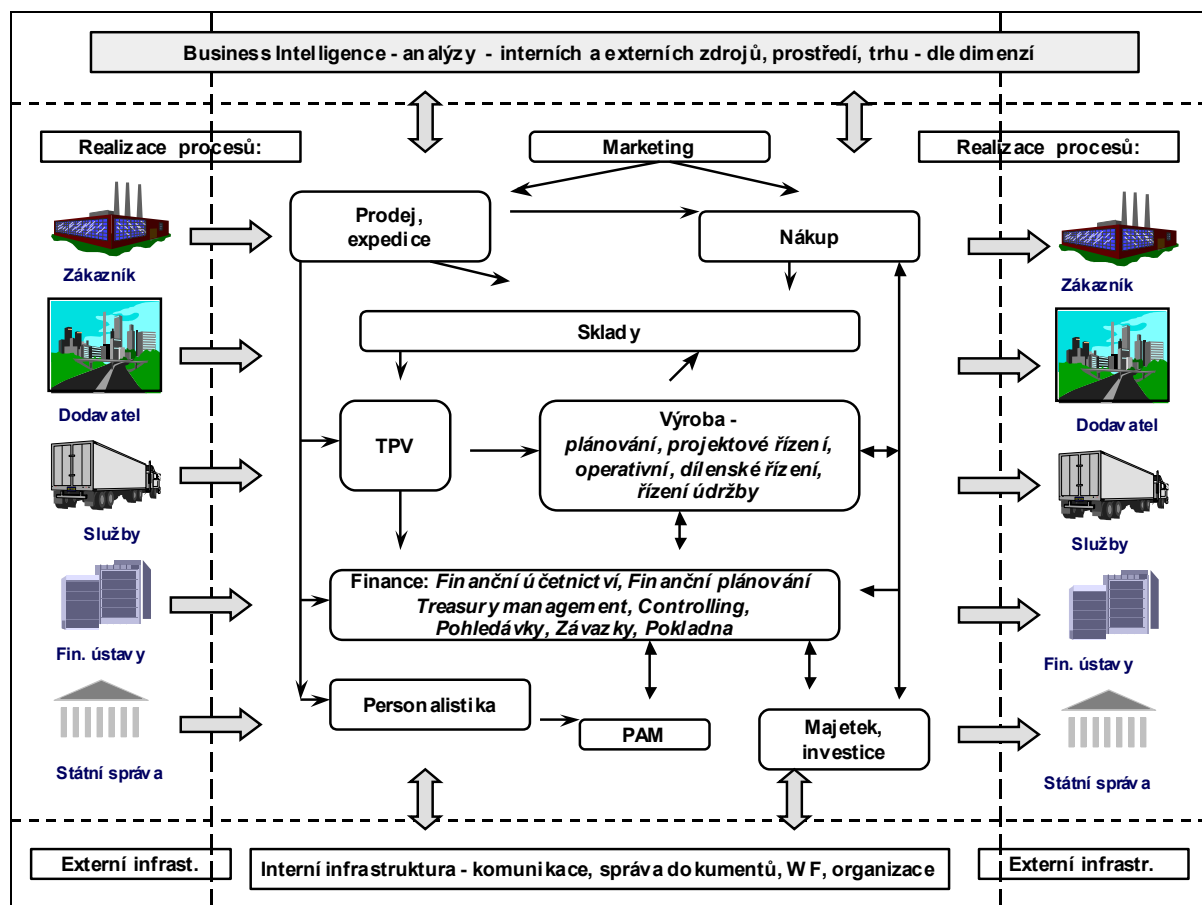 Business Intelligence - analýzy - interních a externích zdrojů, prostředí, trhu - dle dimenzí
Realizace procesů:
Zákazník
Dodavatel
Služby
Fin. ústavy
Státní správa
Externí infrast.
Marketing
Prodej,
expedice
Nákup
Sklady
TPV
Výroba -
plánování, projektové řízení,
operativní, dílenské řízení,
řízení údržby
Finance: Finanční účetnictví, Finanční plánování
Treasury management, Controlling,
Pohledávky, Závazky, Pokladna
Personalistika
PAM
Majetek,
investice
Interní infrastruktura - komunikace, správa dokumentů, WF, organizace
Realizace procesů:
Zákazník
Dodavatel
Služby
Fin. ústavy
Státní správa
Externí infrastr.